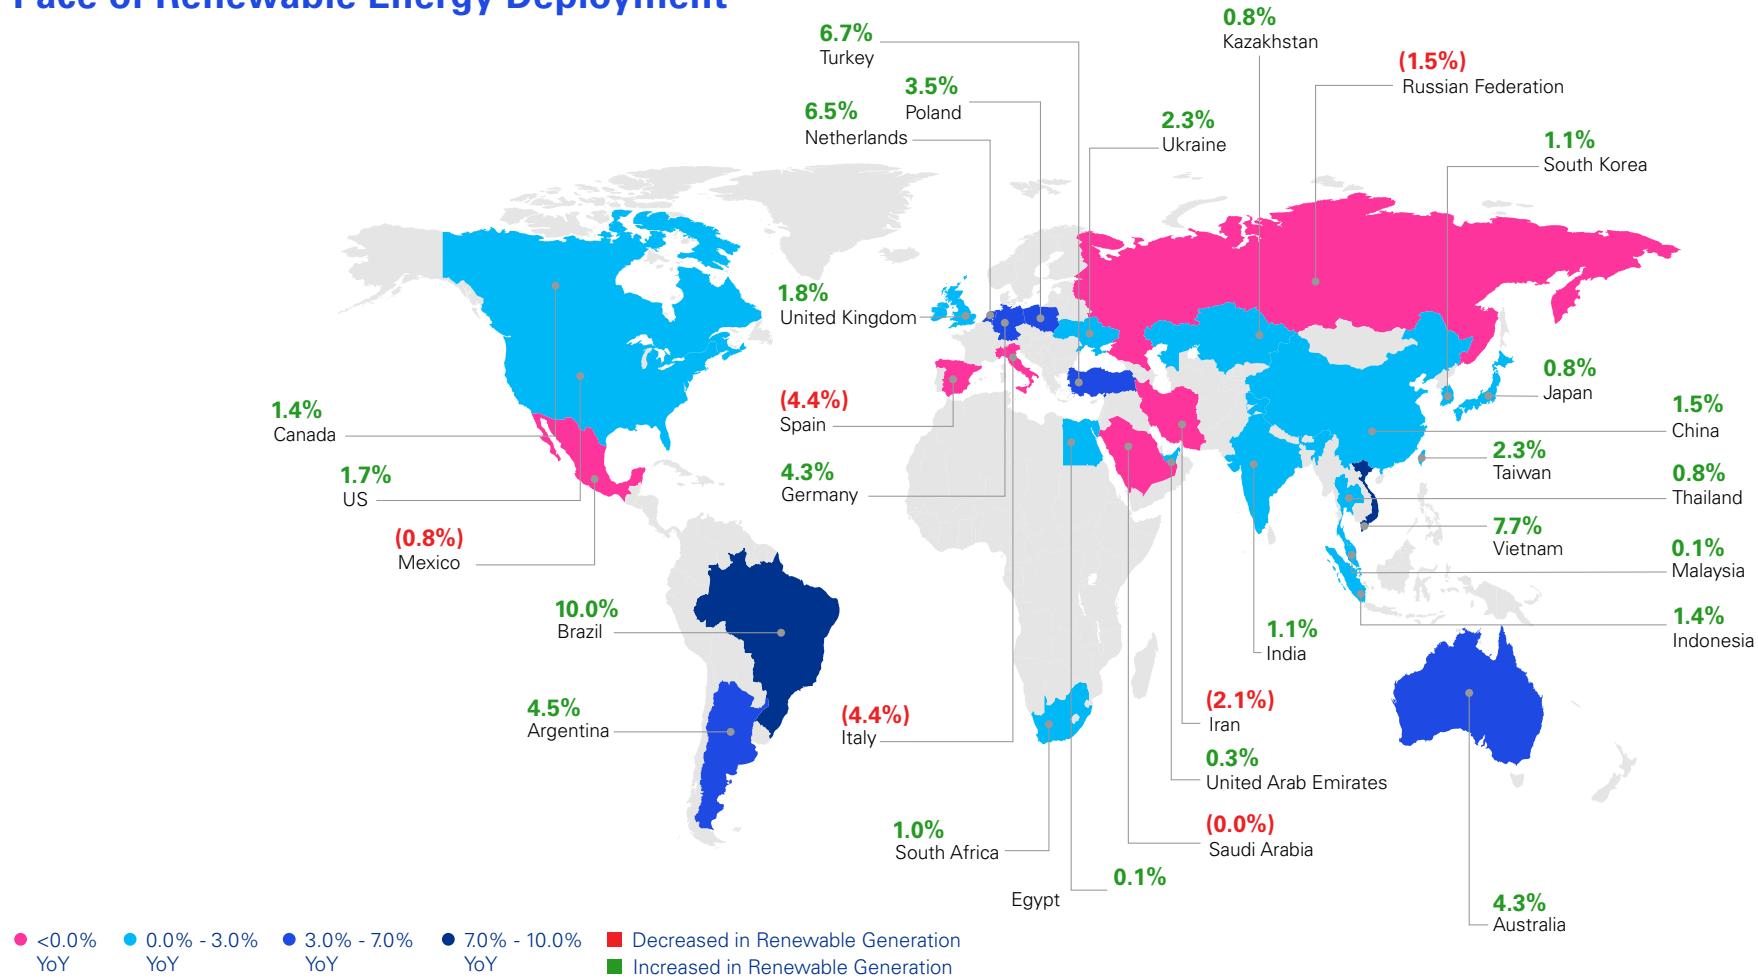 Pace of Renewable Energy Deployment
0.8%
Kazakhstan
6.7%
Turkey
(1.5%)
Russian Federation
3.5%
Poland
6.5%
Netherlands
2.3%
Ukraine
1.1%
South Korea
1.8%
United Kingdom
(4.4%)
Spain
0.8%
Japan
1.4%
Canada
1.5%
China
1.7%
US
4.3%
Germany
2.3%
Taiwan
0.8%
Thailand
(0.8%)
Mexico
7.7%
Vietnam
0.1%
Malaysia
10.0%
Brazil
1.4%
Indonesia
1.1%
India
4.5%
Argentina
(4.4%)
Italy
(2.1%)
Iran
0.3%
United Arab Emirates
1.0%
South Africa
(0.0%)
Saudi Arabia
0.1%
Egypt
4.3%
Australia
<0.0%
YoY
0.0% - 3.0%
YoY
3.0% - 7.0%
YoY
7.0% - 10.0%
YoY
Decreased in Renewable Generation
Increased in Renewable Generation